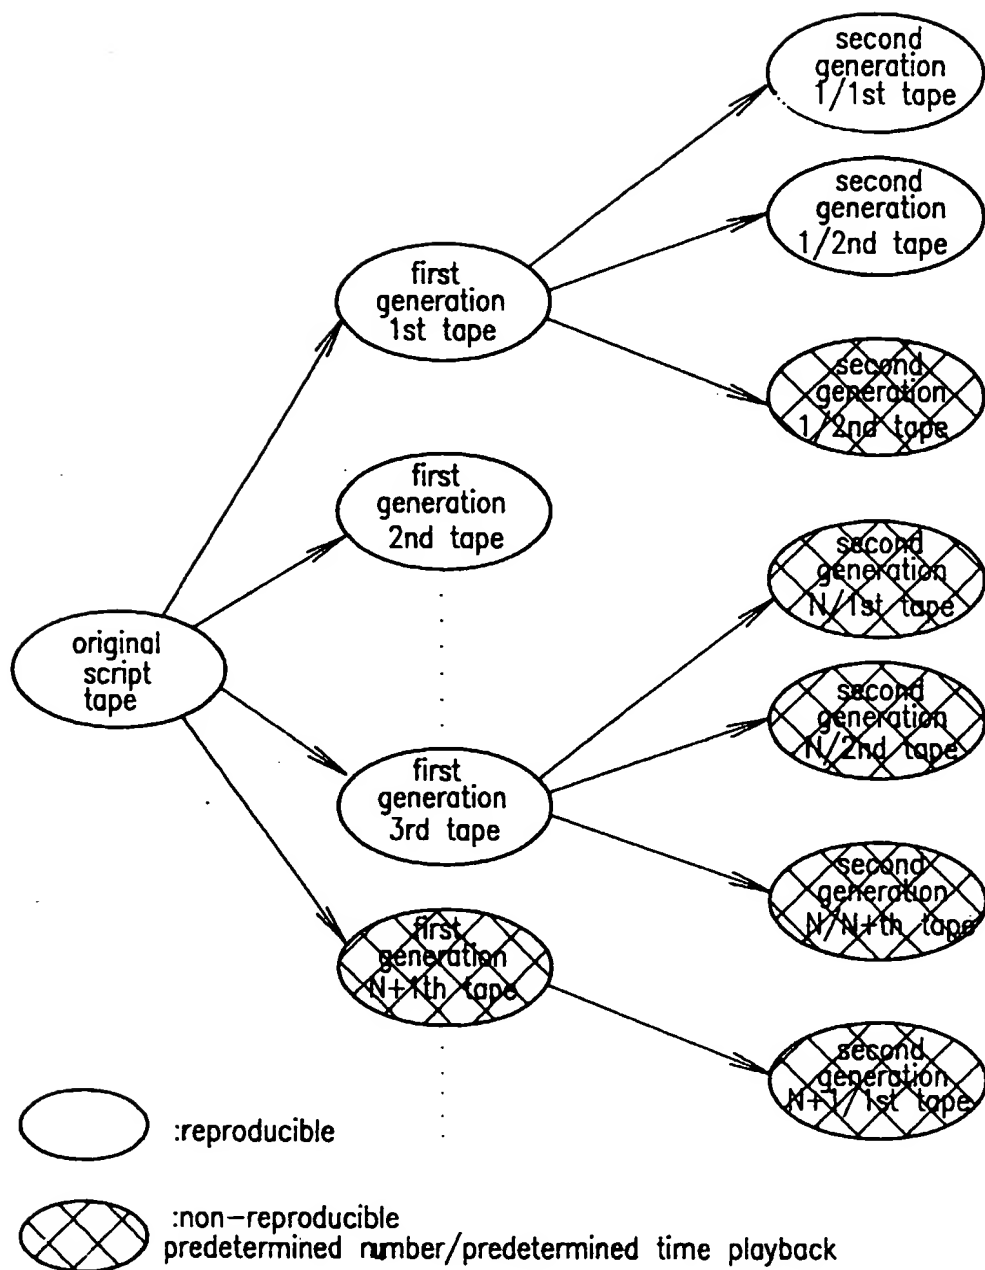 second
generation
1/1st tape
second
generation
1/2nd tape
first
generation
1st tape
second
generation
1/2nd tape
first
generation
2nd tape
second
generation
N/1st tape
original
script
tape
second
generation
N/2nd tape
first
generation
3rd tape
second
generation
N/N+th tape
first
generation
N+1th tape
second
generation
N+1/1st tape
:reproducible
:non-reproducible
predetermined number/predetermined time playback